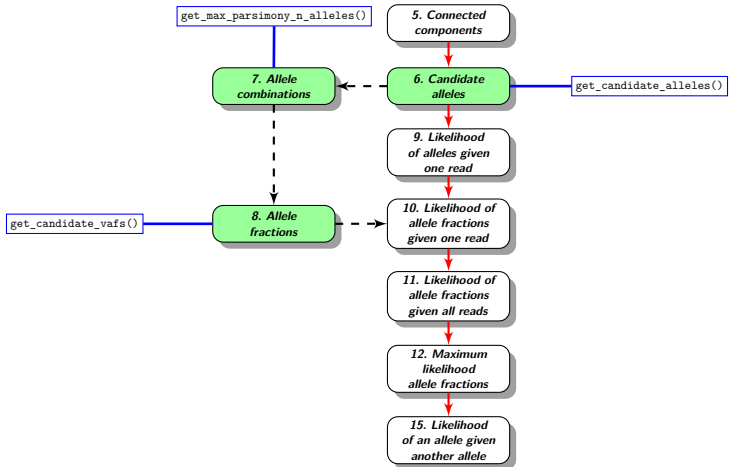 get_max_parsimony_n_alleles()
5. Connected
components
7. Allele
combinations
6. Candidate
alleles
get_candidate_alleles()
9. Likelihood
of alleles given
one read
get_candidate_vafs()
8. Allele
fractions
10. Likelihood of
allele fractions
given one read
11. Likelihood of
allele fractions
given all reads
12. Maximum
likelihood
allele fractions
15. Likelihood
of an allele given
another allele